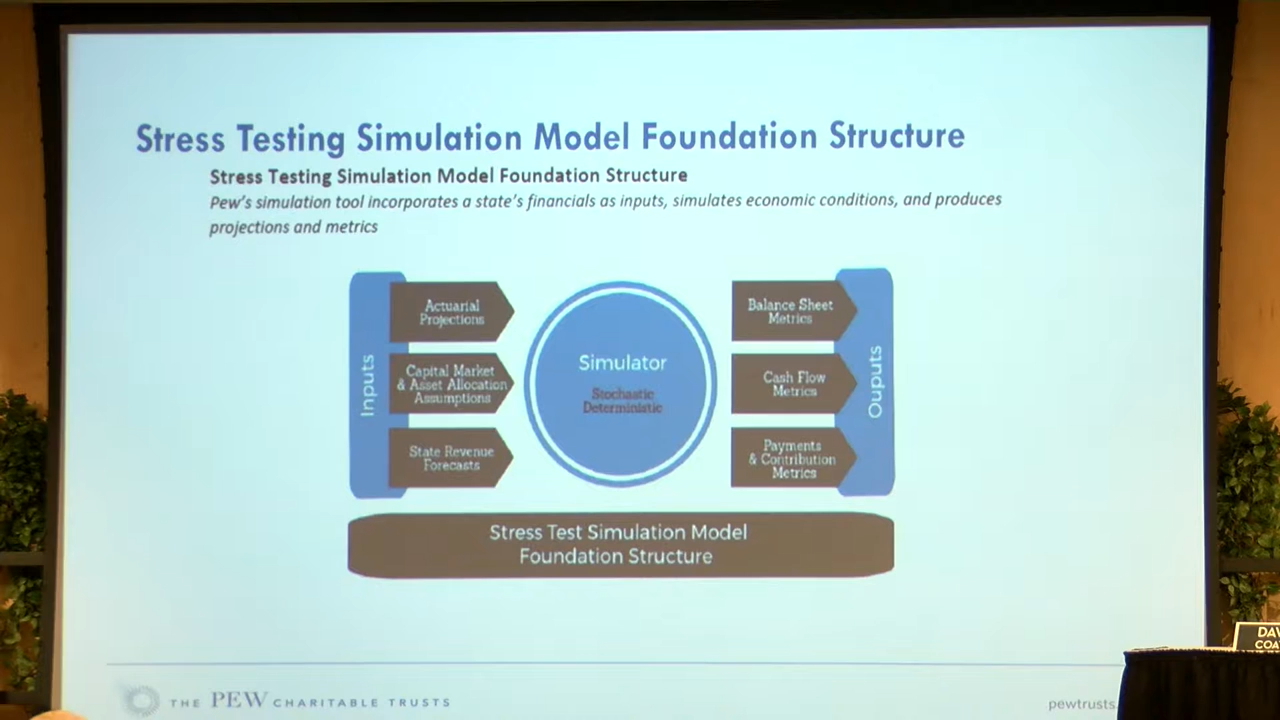 Stress Testing Simulation Model Foundation Structure
Stress Testing Simulation Model Foundation Structure
Pew's simulation tool incorporates a state's financials as inputs, simulates economic conditions, and produces
projections and metrics
Inputs
Actuarial
Projections
Capital Market
& Asset Allocation
Assumptions
State Revenue
Forecasts
Simulator
Stochastic
Deterministic
Balance Sheet
Metrics
Cash Flow
Metrics
Payments
& Contribution
Metrics
Ouputs
Stress Test Simulation Model
Foundation Structure
THE PEW CHARITABLE TRUSTS
pewtrusts.